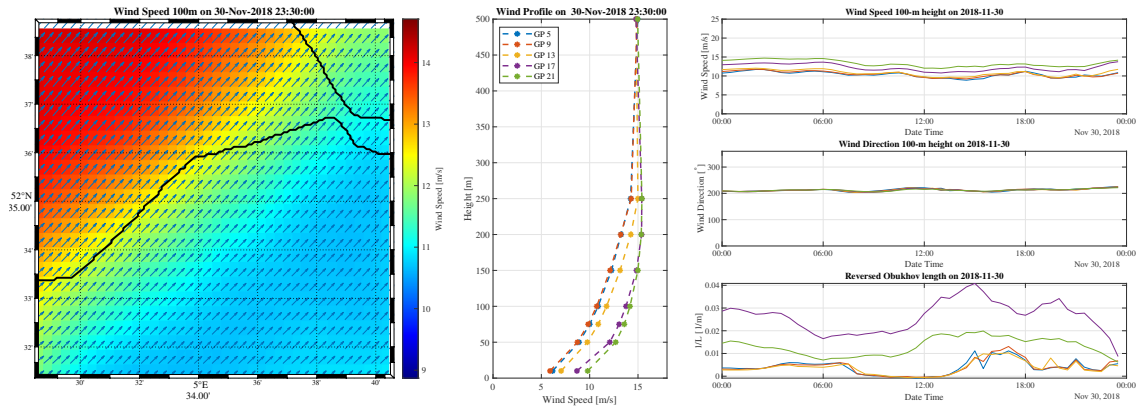 Wind Speed 100m on 30-Nov-2018 23:30:00
38'
37'
36'
52°N
35.00'
34'
33'
32'
30'
32'
5°E
34.00'
36'
38'
40'
14
13
12
11
10
9
Wind Speed [m/s]
Wind Profile on 30-Nov-2018 23:30:00
GP 5
GP 9
GP 13
GP 17
GP 21
500
450
400
350
300
250
200
150
100
50
0
Height [m]
0
5
10
15
Wind Speed [m/s]
Wind Speed 100-m height on 2018-11-30
25
20
15
10
5
0
Wind Speed [m/s]
00:00
06:00
12:00
18:00
00:00
Date Time
Nov 30, 2018
Wind Direction 100-m height on 2018-11-30
300
200
100
0
Wind Direction [°]
00:00
06:00
12:00
18:00
00:00
Date Time
Nov 30, 2018
Reversed Obukhov length on 2018-11-30
0.04
0.03
0.02
0.01
0
1/L [1/m]
00:00
06:00
12:00
18:00
00:00
Date Time
Nov 30, 2018